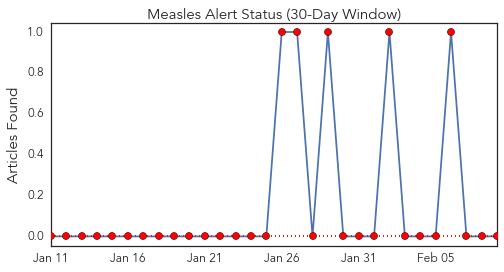 Measles Alert Status (30-Day Window)
Articles Found
1.0
0.8
0.6
0.4
0.2
0.0
Jan 11 Jan 16 Jan 21 Jan 26 Jan 31 Feb 05